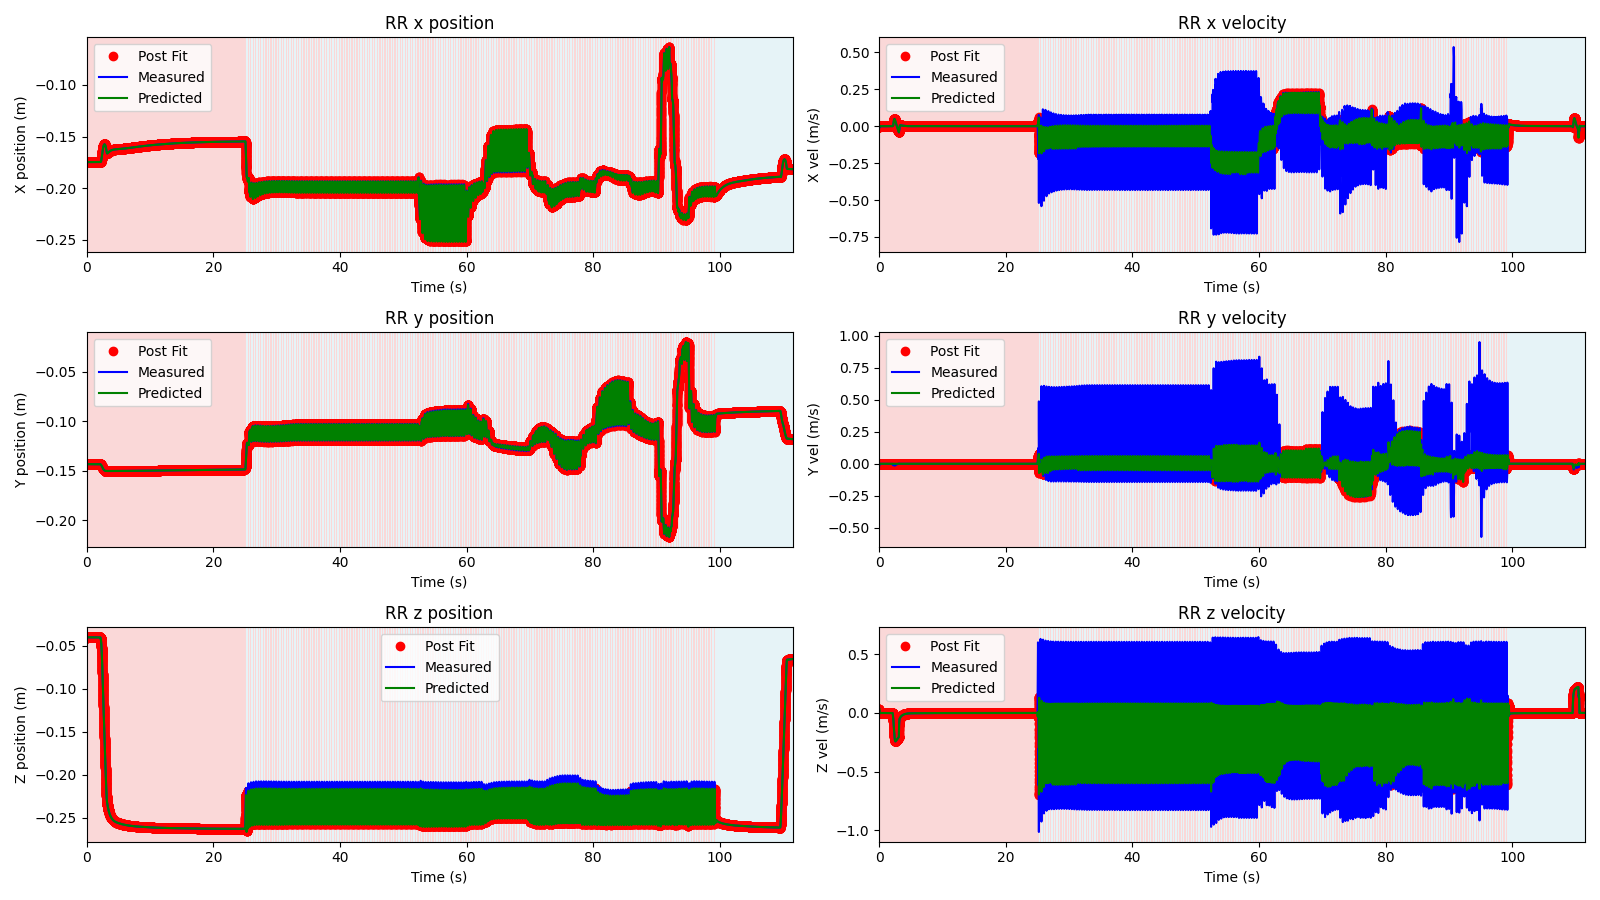 RR x position
Post Fit
Measured
Predicted
X position (m)
−0.10
−0.15
−0.20
−0.25
0 20 40 60 80 100
Time (s)
RR x velocity
Post Fit
Measured
Predicted
X vel (m/s)
0.50
0.25
0.00
−0.25
−0.50
−0.75
0 20 40 60 80 100
Time (s)
RR y position
Post Fit
Measured
Predicted
Y position (m)
−0.05
−0.10
−0.15
−0.20
0 20 40 60 80 100
Time (s)
RR y velocity
Post Fit
Measured
Predicted
Y vel (m/s)
1.00
0.75
0.50
0.25
0.00
−0.25
−0.50
0 20 40 60 80 100
Time (s)
RR z position
Post Fit
Measured
Predicted
Z position (m)
−0.05
−0.10
−0.15
−0.20
−0.25
0 20 40 60 80 100
Time (s)
RR z velocity
Post Fit
Measured
Predicted
Z vel (m/s)
0.5
0.0
−0.5
−1.0
0 20 40 60 80 100
Time (s)